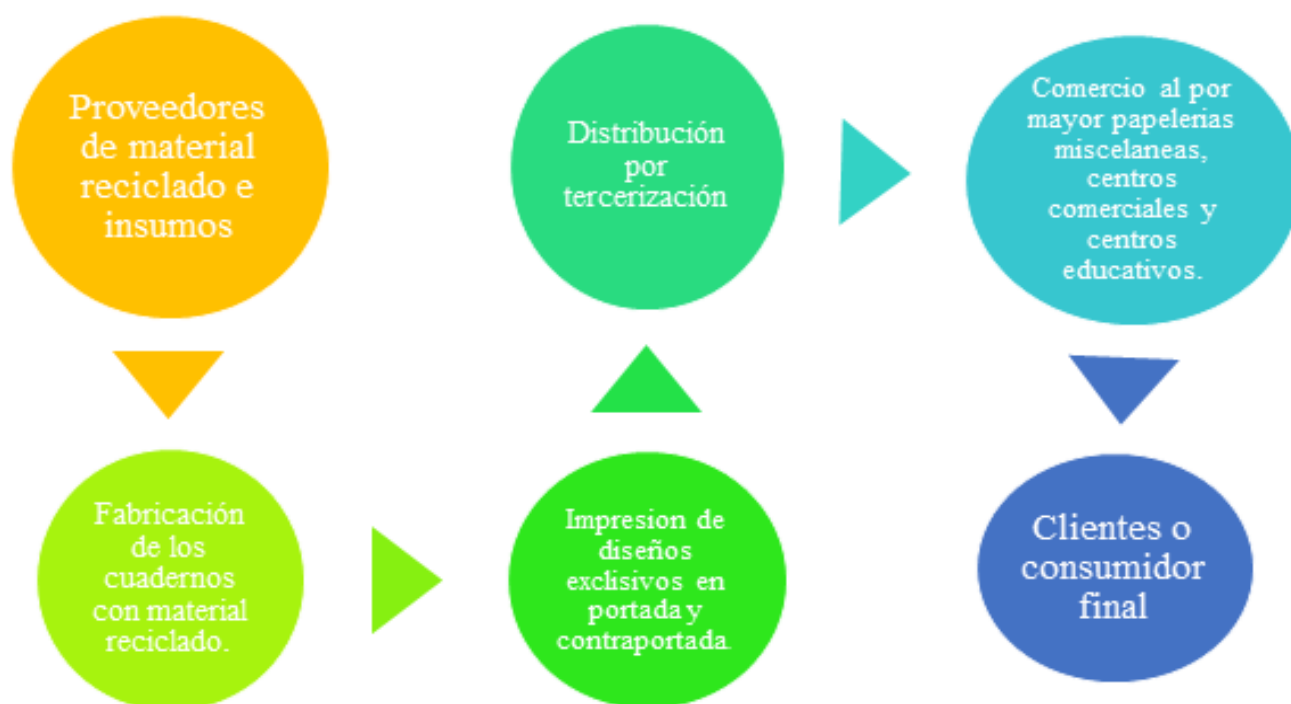 Proveedores
de material
reciclado e
insumos
Fabricación
de los
cuadernos
con material
reciclado.
Impresion de
diseños
exclisivos en
portada y
contraportada.
Distribución
por
tercerización
Comercio al por
mayor papelerias
miscelaneas,
centros
comerciales y
centros
educativos.
Clientes o
consumidor
final